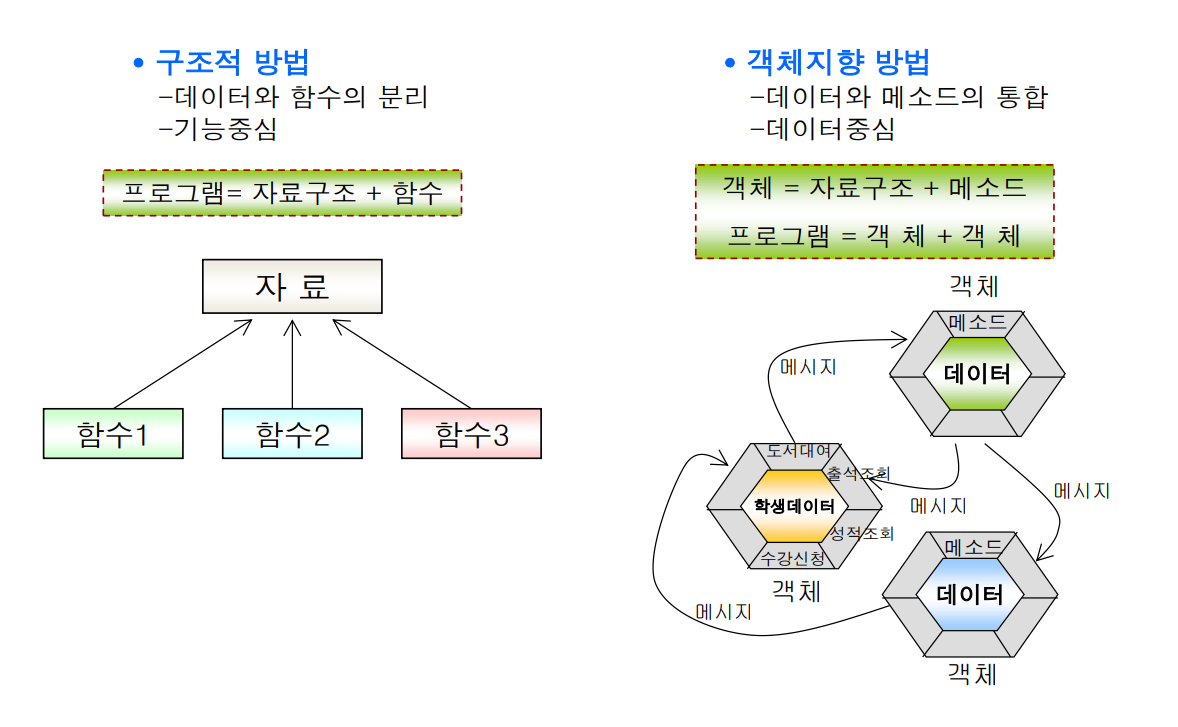 • 구조적 방법
-데이터와 함수의 분리
-기능중심
프로그램= 자료구조 + 함수
자 료
함수1
함수2
함수3
• 객체지향 방법
-데이터와 메소드의 통합
-데이터중심
객체 = 자료구조 + 메소드
프로그램 = 객 체 + 객 체
객체
메소드
데이터
메시지
도서대여
출석조회
학생데이터
성적조회
수강신청
객체
메시지
메시지
메소드
데이터
메시지
객체